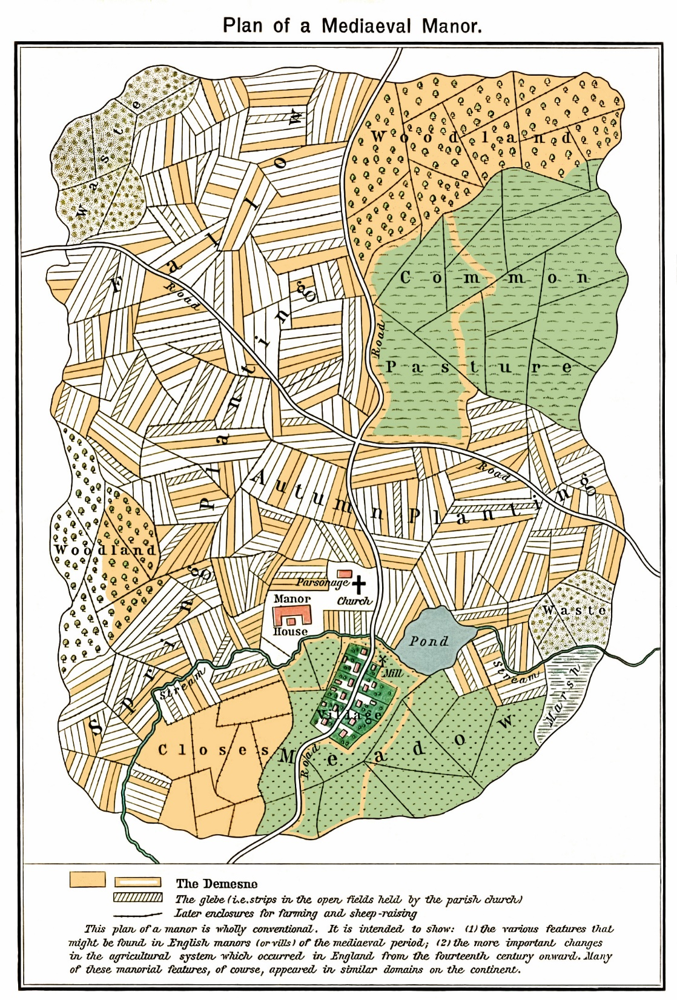 Plan of a Mediaeval Manor.
Waste
Fallow
Woodland
Common
Pasture
Road
Road
Spring Planting
Autumn Planting
Road
Woodland
Parsonage
Church
Manor
House
Pond
Waste
Mill
Stream
Stream
Marsh
Village
Closes
Meadow
Road
The Demesne
The glebe (i.e. strips in the open fields held by the parish church)
Later enclosures for farming and sheep-raising
This plan of a manor is wholly conventional. It is intended to show: (1) the various features that
might be found in English manors (or vills) of the mediaeval period; (2) the more important changes
in the agricultural system which occurred in England from the fourteenth century onward. Many
of these manorial features, of course, appeared in similar domains on the continent.